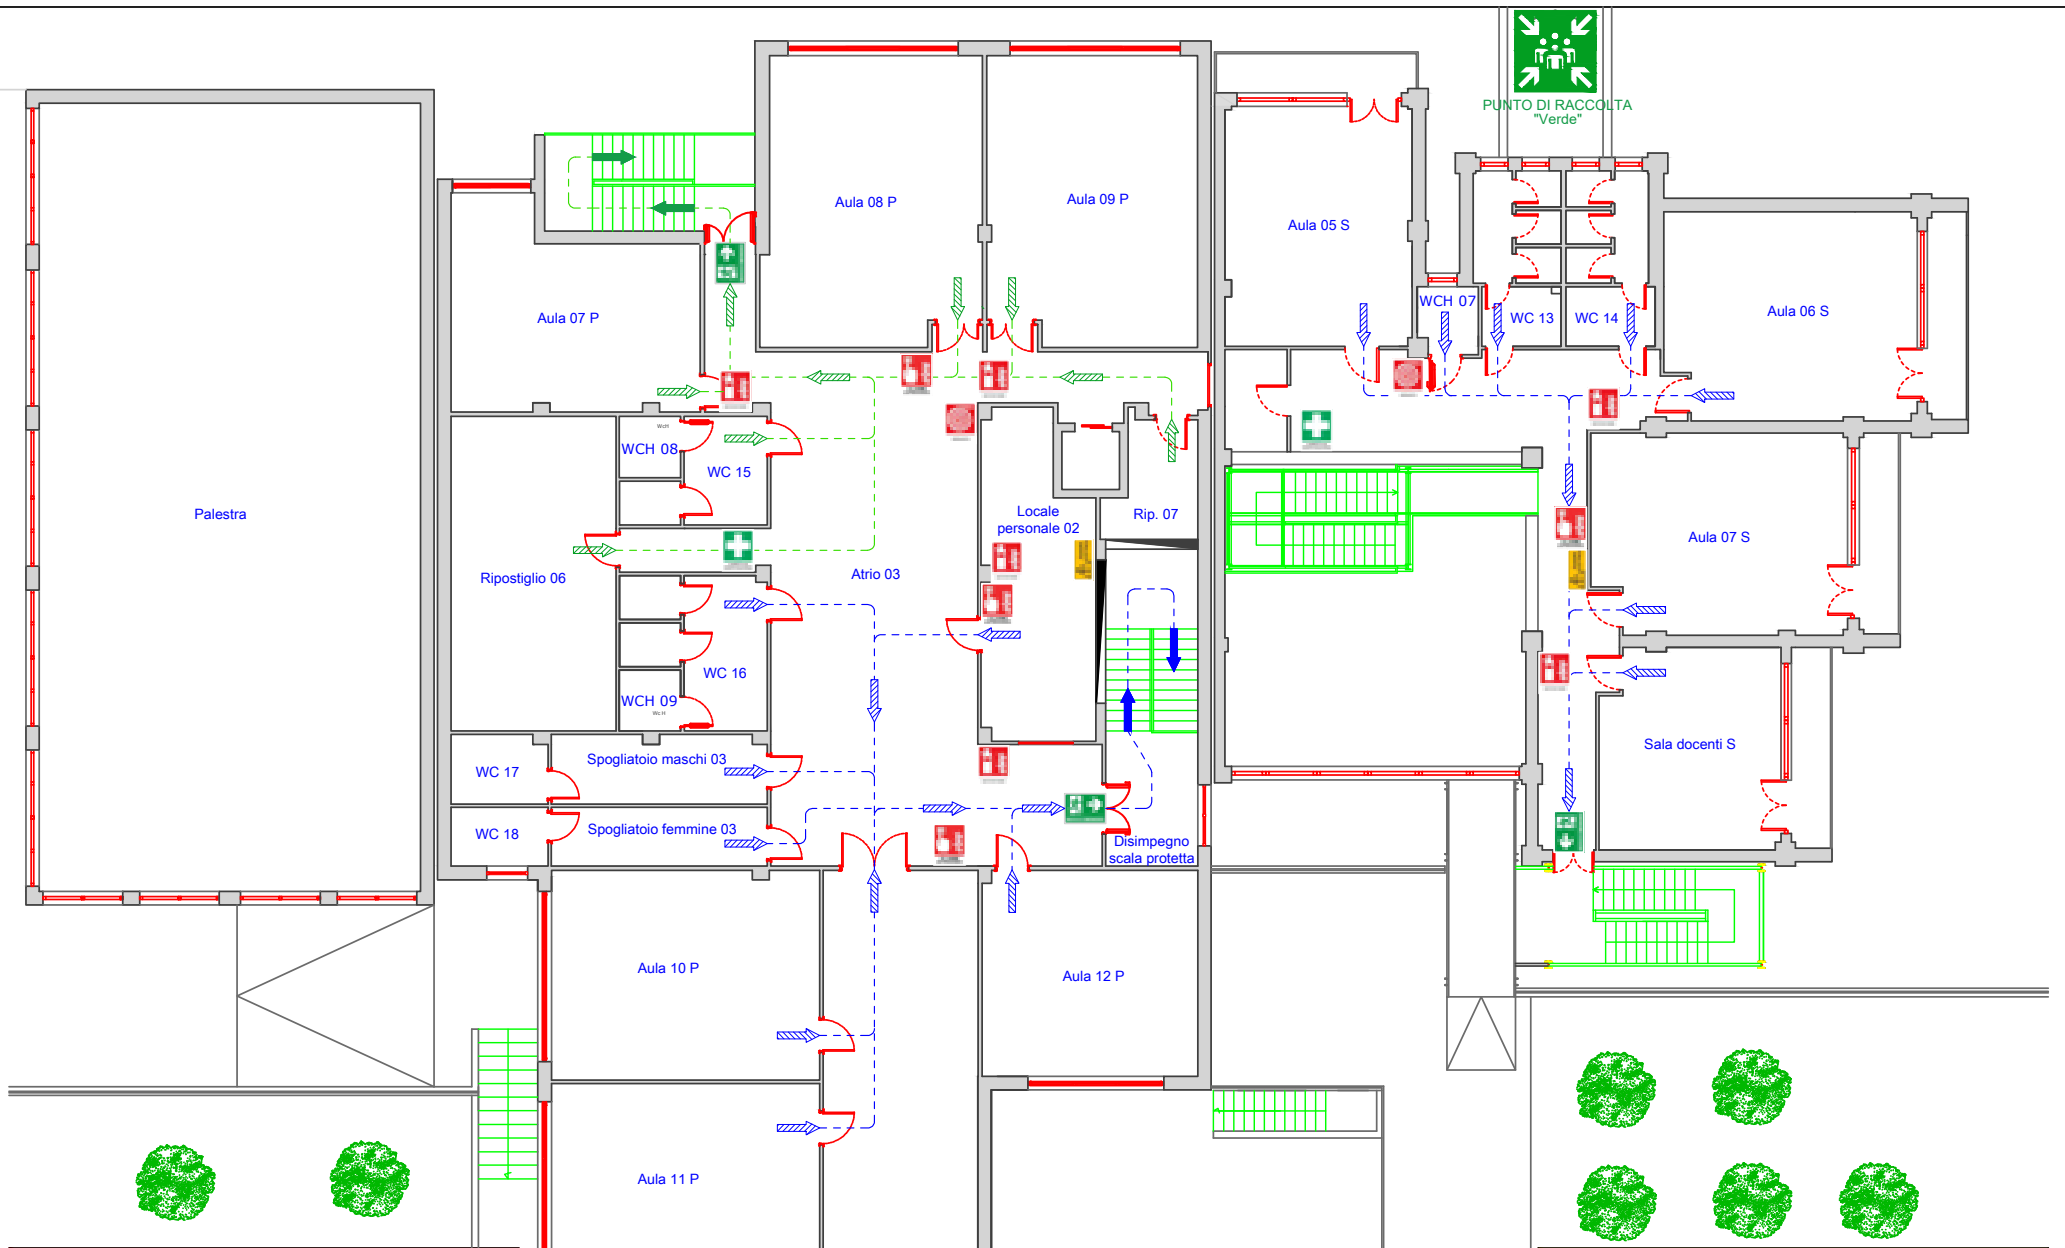 PUNTO DI RACCOLTA
"Verde"
Aula 08 P
Aula 09 P
Aula 05 S
Aula 07 P
WCH 07
WC 13
WC 14
Aula 06 S
WcH
WCH 08
WC 15
Palestra
Locale
personale 02
Rip. 07
Aula 07 S
Ripostiglio 06
Atrio 03
WC 16
WCH 09
Wc H
Sala docenti S
Spogliatoio maschi 03
WC 17
Spogliatoio femmine 03
WC 18
Disimpegno
scala protetta
Aula 10 P
Aula 12 P
Aula 11 P